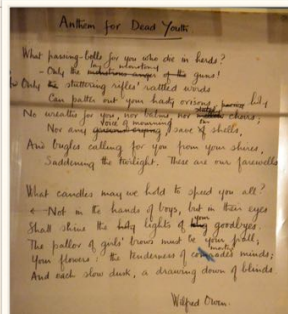 Anthem for Dead Youth
What passing-bells for you who die in herds?
- Only the monstrous anger of the guns!
Only the stuttering rifles' rattled words
Can patter out your hasty orisons
No wreaths for you nor balms nor choirs;
Nor any voice of mourning save of shells,
And bugles calling for you from your shires,
Saddening the twilight. These are our farewells
What candles may we hold to speed you all?
Not in the hands of boys, but in their eyes
Shall shine the lights of your goodbyes.
The pallor of girls' brows must be your pall;
Your flowers: the tenderness of comrades' minds;
And each slow dusk, a drawing-down of blinds.
Wilfred Owen.